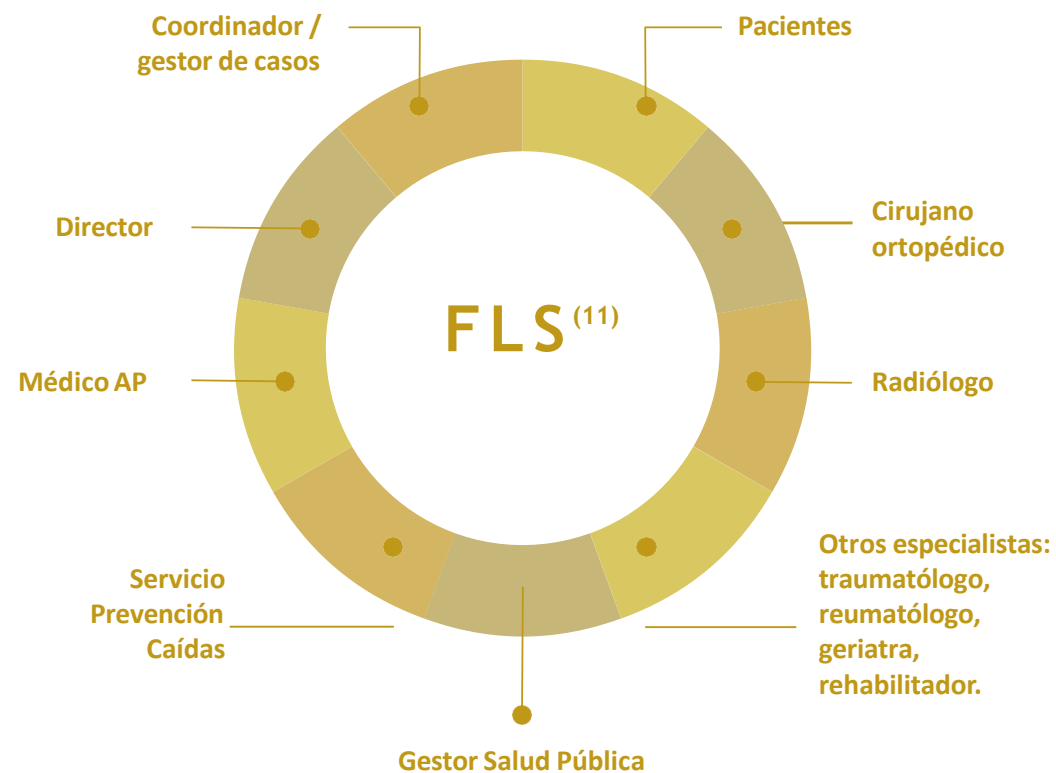 Coordinador /
gestor de casos
Pacientes
Director
Cirujano
ortopédico
FLS(11)
Médico AP
Radiólogo
Servicio
Prevención
Caídas
Otros especialistas:
traumatólogo,
reumatólogo,
geriatra,
rehabilitador.
Gestor Salud Pública